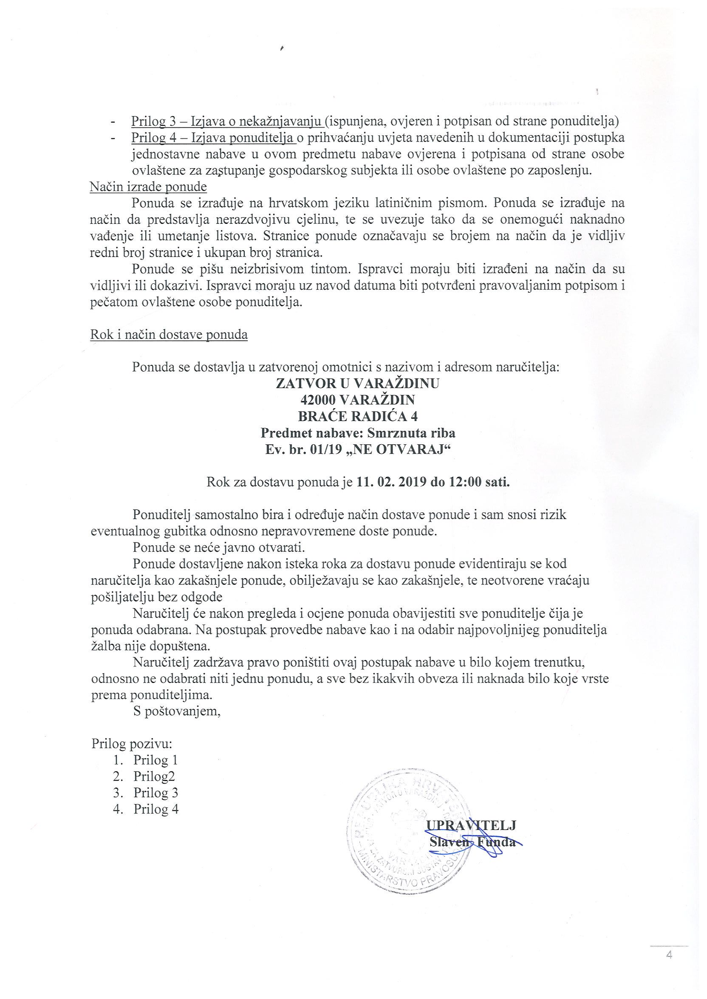 - Prilog 3 – Izjava o nekažnjavanju (ispunjena, ovjeren i potpisan od strane ponuditelja)
- Prilog 4 – Izjava ponuditelja o prihvaćanju uvjeta navedenih u dokumentaciji postupka
jednostavne nabave u ovom predmetu nabave ovjerena i potpisana od strane osobe
ovlaštene za zastupanje gospodarskog subjekta ili osobe ovlaštene po zaposlenju.
Način izrade ponude
Ponuda se izrađuje na hrvatskom jeziku latiničnim pismom. Ponuda se izrađuje na
način da predstavlja nerazdvojivu cjelinu, te se uvezuje tako da se onemogući naknadno
vađenje ili umetanje listova. Stranice ponude označavaju se brojem na način da je vidljiv
redni broj stranice i ukupan broj stranica.
Ponude se pišu neizbrisivom tintom. Ispravci moraju biti izrađeni na način da su
vidljivi ili dokazivi. Ispravci moraju uz navod datuma biti potvrđeni pravovaljanim potpisom i
pečatom ovlaštene osobe ponuditelja.
Rok i način dostave ponuda
Ponuda se dostavlja u zatvorenoj omotnici s nazivom i adresom naručitelja:
ZATVOR U VARAŽDINU
42000 VARAŽDIN
BRAĆE RADIĆA 4
Predmet nabave: Smrznuta riba
Ev. br. 01/19 „NE OTVARAJ“
Rok za dostavu ponuda je 11. 02. 2019 do 12:00 sati.
Ponuditelj samostalno bira i određuje način dostave ponude i sam snosi rizik
eventualnog gubitka odnosno nepravovremene doste ponude.
Ponude se neće javno otvarati.
Ponude dostavljene nakon isteka roka za dostavu ponude evidentiraju se kod
naručitelja kao zakašnjele ponude, obilježavaju se kao zakašnjele, te neotvorene vraćaju
pošiljatelju bez odgode
Naručitelj će nakon pregleda i ocjene ponuda obavijestiti sve ponuditelje čija je
ponuda odabrana. Na postupak provedbe nabave kao i na odabir najpovoljnijeg ponuditelja
žalba nije dopuštena.
Naručitelj zadržava pravo poništiti ovaj postupak nabave u bilo kojem trenutku,
odnosno ne odabrati niti jednu ponudu, a sve bez ikakvih obveza ili naknada bilo koje vrste
prema ponuditeljima.
S poštovanjem,
Prilog pozivu:
1. Prilog 1
2. Prilog2
3. Prilog 3
4. Prilog 4
UPRAVITELJ
Slaven Funda
4